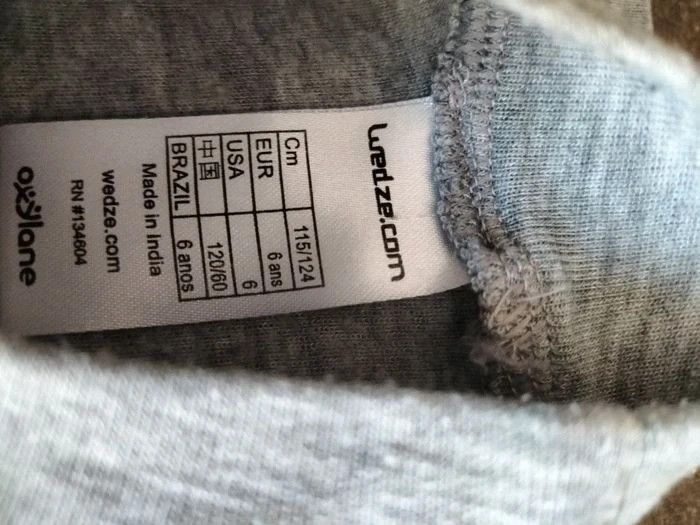 wedze.com
Cm 115/124
EUR 6 ans
USA 6
中国 120/60
BRAZIL 6 anos
Made in India
wedze.com
RN #134604
oxylane